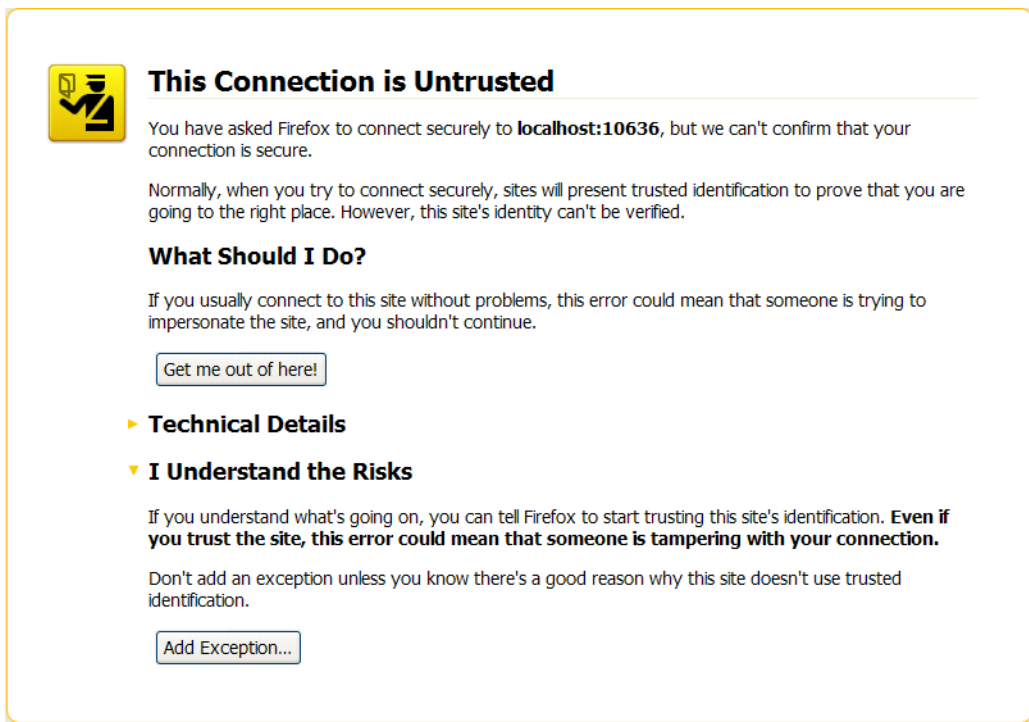 This Connection is Untrusted
You have asked Firefox to connect securely to localhost:10636, but we can't confirm that your
connection is secure.
Normally, when you try to connect securely, sites will present trusted identification to prove that you are
going to the right place. However, this site's identity can't be verified.
What Should I Do?
If you usually connect to this site without problems, this error could mean that someone is trying to
impersonate the site, and you shouldn't continue.
Get me out of here!
Technical Details
I Understand the Risks
If you understand what's going on, you can tell Firefox to start trusting this site's identification. Even if
you trust the site, this error could mean that someone is tampering with your connection.
Don't add an exception unless you know there's a good reason why this site doesn't use trusted
identification.
Add Exception...